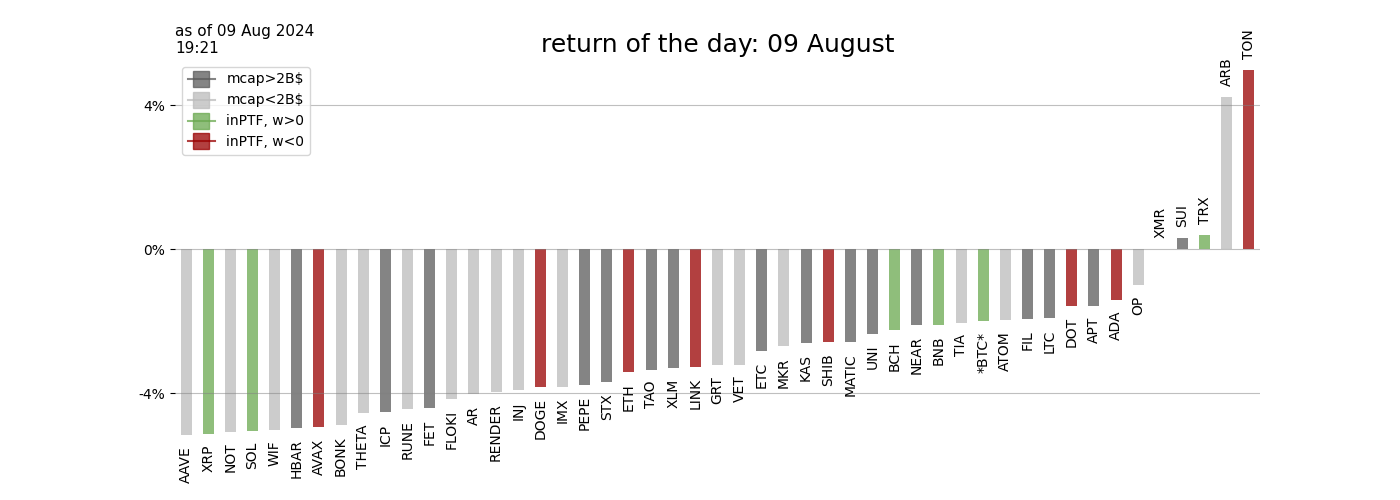 as of 09 Aug 2024
19:21
return of the day: 09 August
mcap>2B$
mcap<2B$
inPTF, w>0
inPTF, w<0
4%
0%
-4%
AAVE
XRP
NOT
SOL
WIF
HBAR
AVAX
BONK
THETA
ICP
RUNE
FET
FLOKI
AR
RENDER
INJ
DOGE
IMX
PEPE
STX
ETH
TAO
XLM
LINK
GRT
VET
ETC
MKR
KAS
SHIB
MATIC
UNI
BCH
NEAR
BNB
TIA
*BTC*
ATOM
FIL
LTC
DOT
APT
ADA
OP
XMR
SUI
TRX
ARB
TON